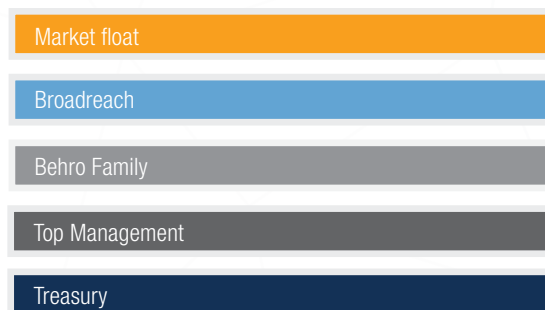 Market float
Broadreach
Behro Family
Top Management
Treasury